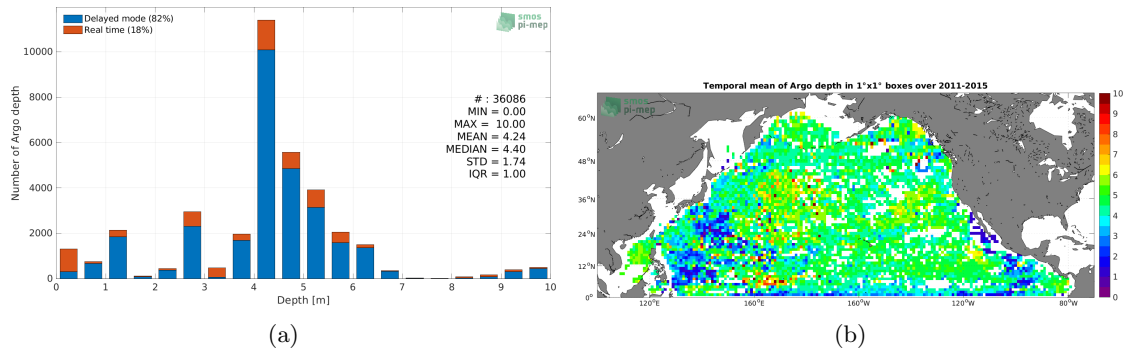 Delayed mode (82%)
Real time (18%)
smos
pi-mep
10000
8000
6000
4000
2000
0
Number of Argo depth
# : 36086
MIN = 0.00
MAX = 10.00
MEAN = 4.24
MEDIAN = 4.40
STD = 1.74
IQR = 1.00
0 1 2 3 4 5 6 7 8 9 10
Depth [m]
(a)
Temporal mean of Argo depth in 1°x1° boxes over 2011-2015
smos
pi-mep
60°N
48°N
36°N
24°N
12°N
0°
120°E 160°E 160°W 120°W 80°W
10
9
8
7
6
5
4
3
2
1
0
(b)